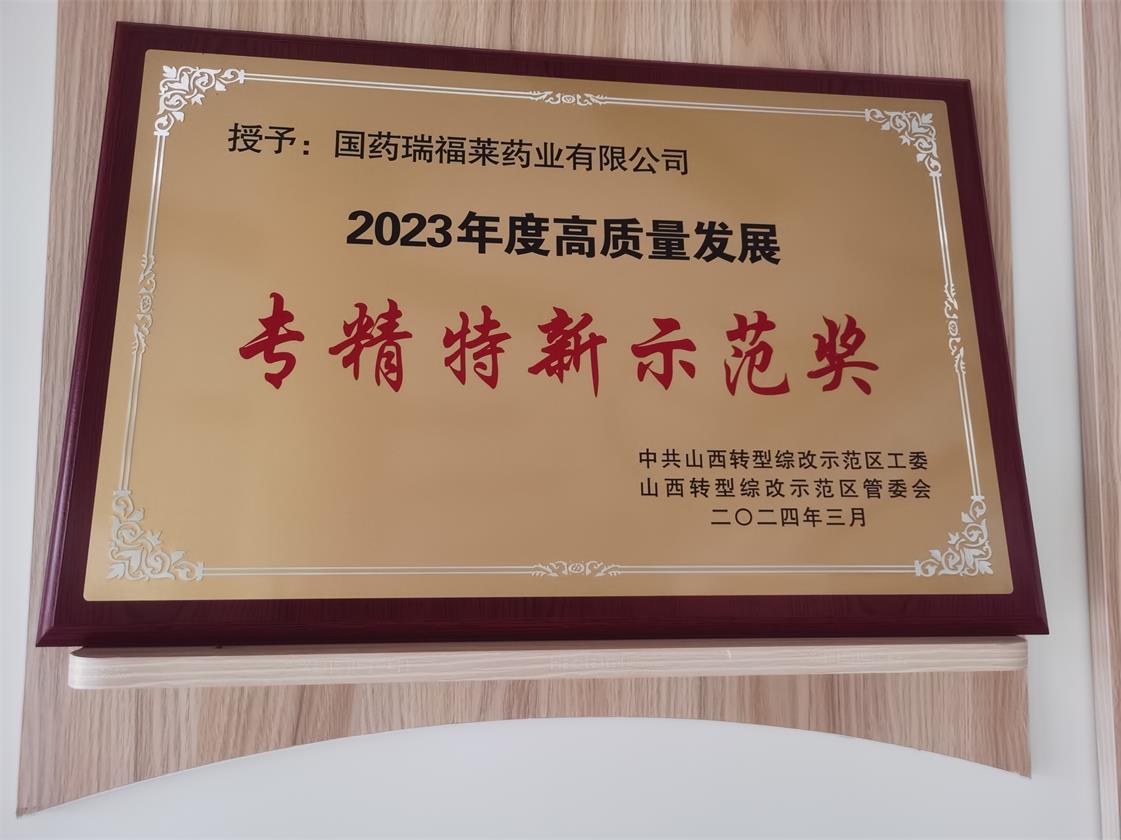 授予：国药瑞福莱药业有限公司
2023年度高质量发展
专精特新示范奖
中共山西转型综改示范区工委
山西转型综改示范区管委会
二〇二四年三月